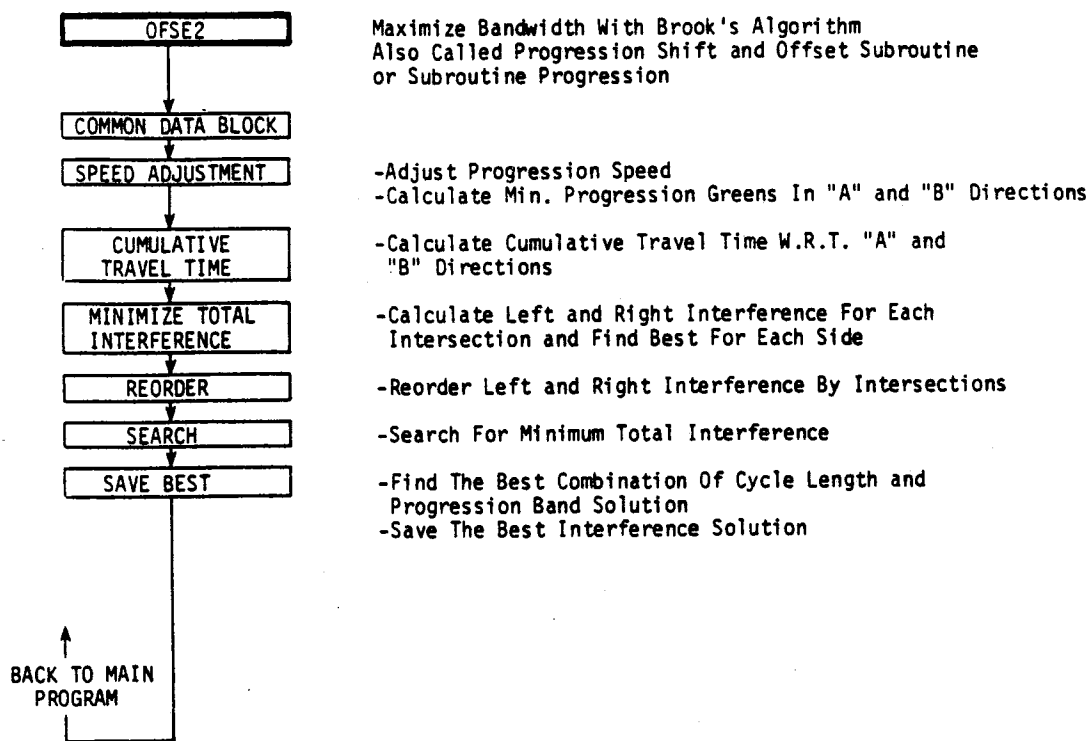 OFSE2
Maximize Bandwidth With Brook's Algorithm
Also Called Progression Shift and Offset Subroutine
or Subroutine Progression
COMMON DATA BLOCK
SPEED ADJUSTMENT
-Adjust Progression Speed
-Calculate Min. Progression Greens In "A" and "B" Directions
CUMULATIVE
TRAVEL TIME
-Calculate Cumulative Travel Time W.R.T. "A" and
"B" Directions
MINIMIZE TOTAL
INTERFERENCE
-Calculate Left and Right Interference For Each
Intersection and Find Best For Each Side
REORDER
-Reorder Left and Right Interference By Intersections
SEARCH
-Search For Minimum Total Interference
SAVE BEST
-Find The Best Combination Of Cycle Length and
Progression Band Solution
-Save The Best Interference Solution
BACK TO MAIN
PROGRAM